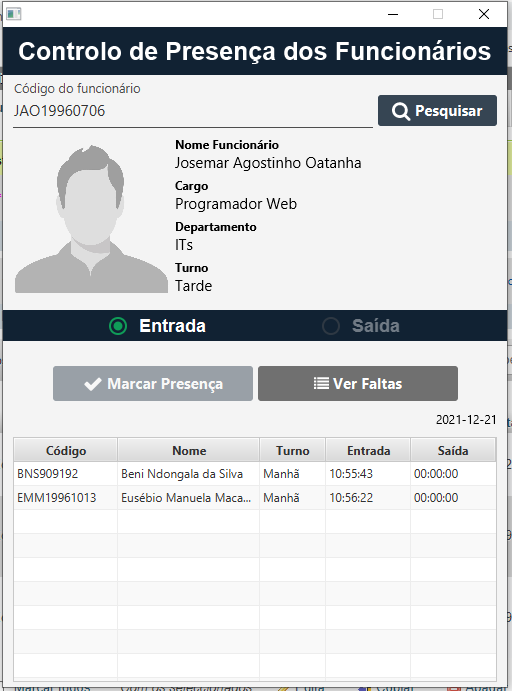 Controlo de Presença dos Funcionários
Código do funcionário
JAO19960706
Pesquisar
Nome Funcionário
Josemar Agostinho Oatanha
Cargo
Programador Web
Departamento
ITs
Turno
Tarde
Entrada Saída
Marcar Presença Ver Faltas
2021-12-21
Código Nome Turno Entrada Saída
BNS909192 Beni Ndongala da Silva Manhã 10:55:43 00:00:00
EMM19961013 Eusébio Manuela Maca... Manhã 10:56:22 00:00:00